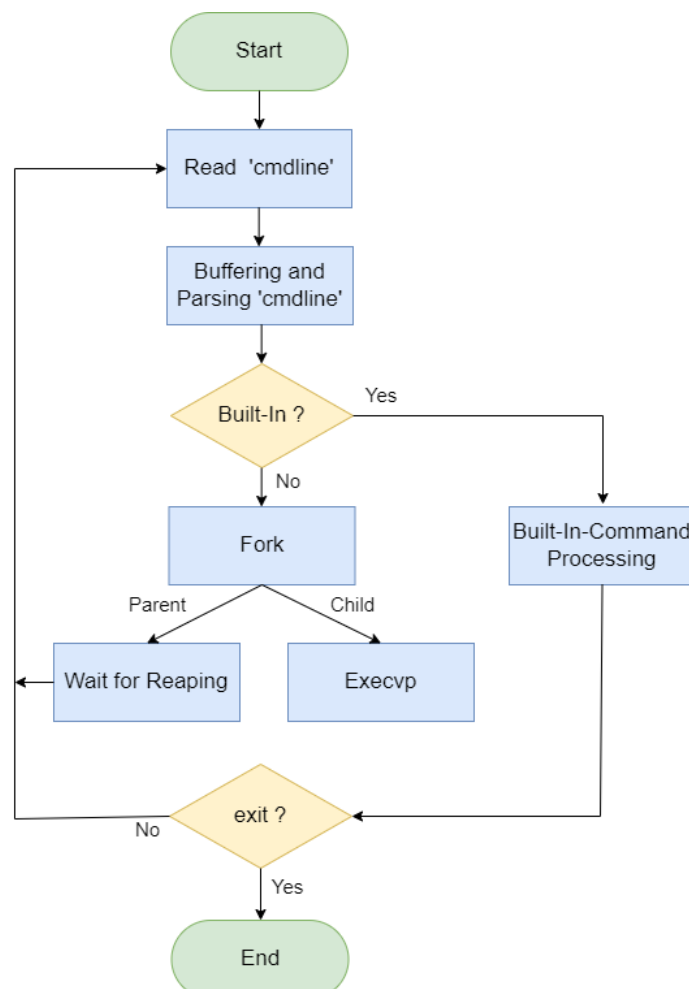 Start
Read 'cmdline'
Buffering and
Parsing 'cmdline'
Built-In ?
Yes
No
Fork
Built-In-Command
Processing
Parent
Child
Wait for Reaping
Execvp
exit ?
No
Yes
End